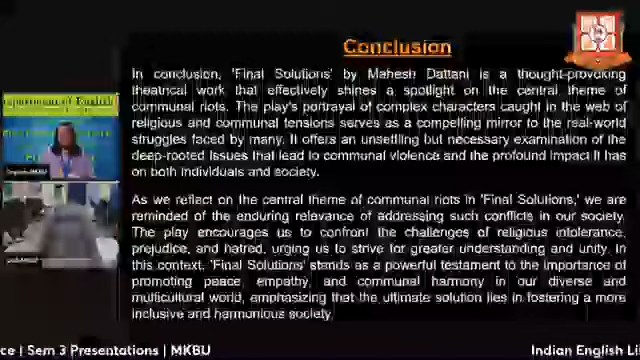 Conclusion
In conclusion, 'Final Solutions' by Mahesh Dattani is a thought-provoking
theatrical work that effectively shines a spotlight on the central theme of
communal riots. The play's portrayal of complex characters caught in the web of
religious and communal tensions serves as a compelling mirror to the real-world
struggles faced by many. It offers an unsettling but necessary examination of the
deep-rooted issues that lead to communal violence and the profound impact it has
on both individuals and society.
As we reflect on the central theme of communal riots in 'Final Solutions,' we are
reminded of the enduring relevance of addressing such conflicts in our society.
The play encourages us to confront the challenges of religious intolerance,
prejudice, and hatred, urging us to strive for greater understanding and unity. In
this context, 'Final Solutions' stands as a powerful testament to the importance of
promoting peace, empathy, and communal harmony in our diverse and
multicultural world, emphasizing that the ultimate solution lies in fostering a more
inclusive and harmonious society.
Department of English
ce | Sem 3 Presentations | MKBU
Indian English Li